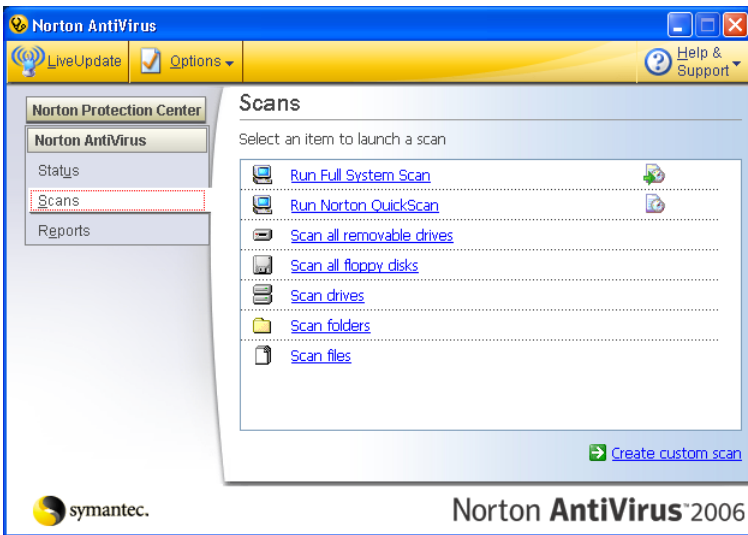 Norton AntiVirus
LiveUpdate Options Help & Support
Norton Protection Center
Norton AntiVirus
Status
Scans
Reports
Scans
Select an item to launch a scan
Run Full System Scan
Run Norton QuickScan
Scan all removable drives
Scan all floppy disks
Scan drives
Scan folders
Scan files
Create custom scan
symantec.
Norton AntiVirus™2006